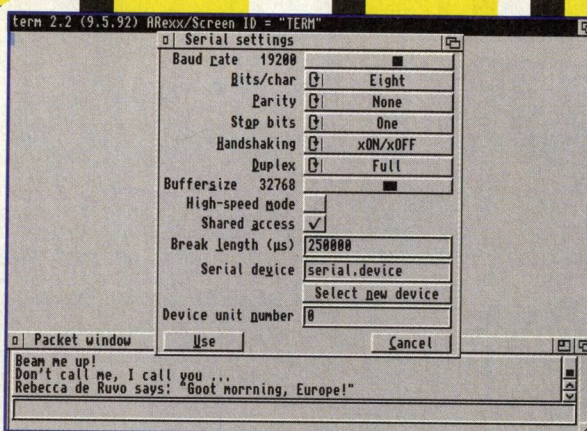 term 2.2 (9.5.92) ARexx/Screen ID = "TERM"
Serial settings
Baud rate 19200
Bits/char Eight
Parity None
Stop bits One
Handshaking xON/xOFF
Duplex Full
Buffersize 32768
High-speed mode
Shared access ✓
Break length (µs) 250000
Serial device serial.device
Select new device
Device unit number 0
Use Cancel
Packet window
Beam me up!
Don't call me, I call you ...
Rebecca de Ruvo says: "Goot morrning, Europe!"